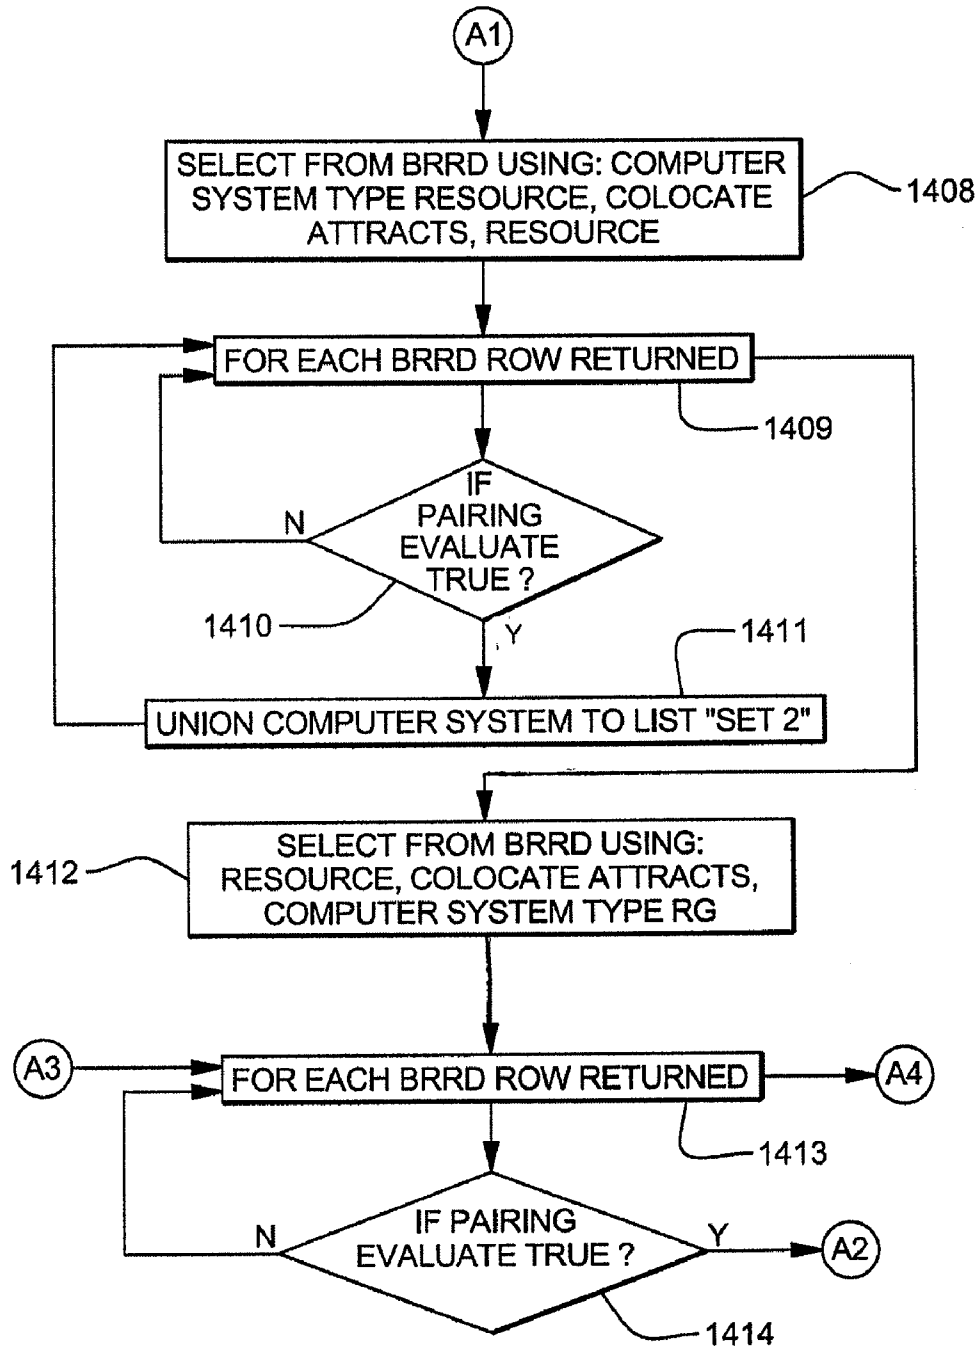 A1
SELECT FROM BRRD USING: COMPUTER
SYSTEM TYPE RESOURCE, COLOCATE
ATTRACTS, RESOURCE
1408
FOR EACH BRRD ROW RETURNED
1409
IF
PAIRING
EVALUATE
TRUE ?
N
1410
Y
1411
UNION COMPUTER SYSTEM TO LIST "SET 2"
SELECT FROM BRRD USING:
RESOURCE, COLOCATE ATTRACTS,
COMPUTER SYSTEM TYPE RG
1412
A3
FOR EACH BRRD ROW RETURNED
A4
1413
IF PAIRING
EVALUATE TRUE ?
N
Y
A2
1414